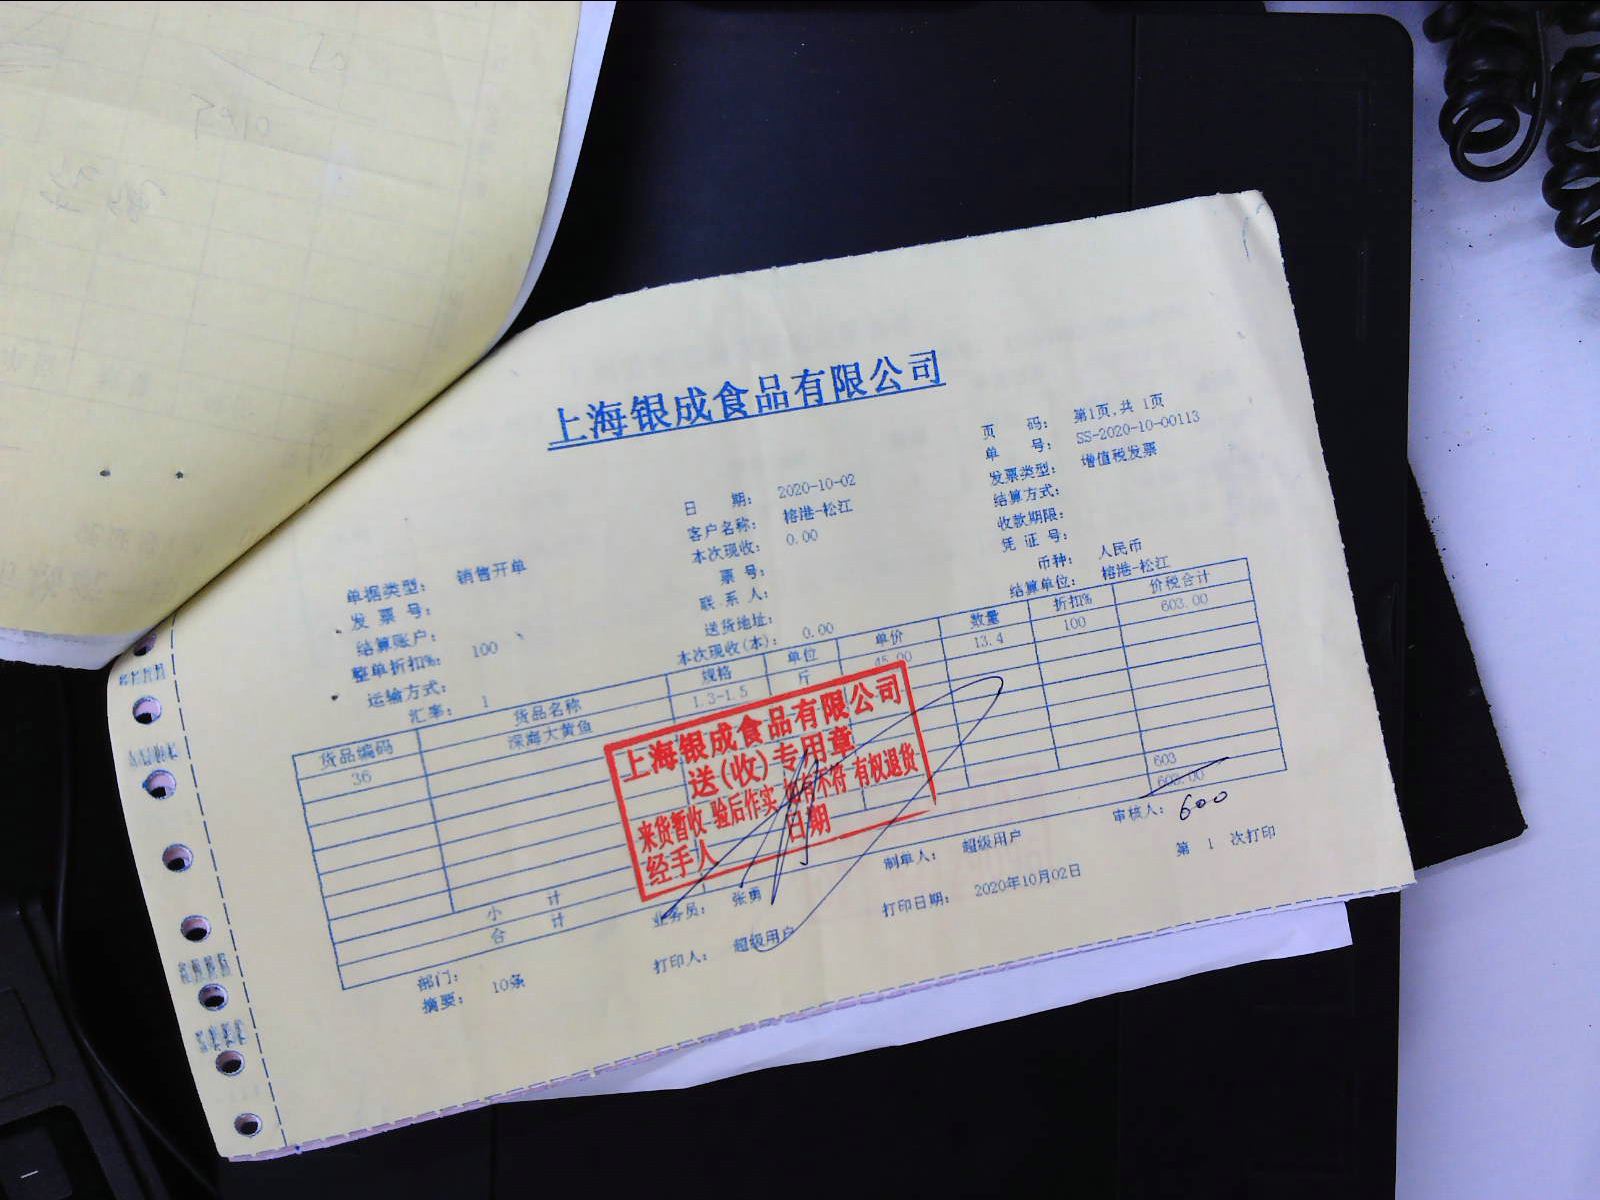 上海银成食品有限公司
页 码： 第1页,共 1页
单 号： SS-2020-10-00113
日 期： 2020-10-02
发票类型： 增值税发票
客户名称： 榕港-松江
结算方式：
本次现收： 0.00
收款期限：
单据类型： 销售开单
票 号：
凭 证 号：
发 票 号：
联 系 人：
币种： 人民币
结算账户：
送货地址：
结算单位： 榕港-松江
整单折扣%： 100
本次现收(本)： 0.00
运输方式：
汇率： 1
货品编码 货品名称 规格 单位 单价 数量 折扣% 价税合计
36 深海大黄鱼 1.3-1.5 斤 45.00 13.4 100 603.00
小 计 603
合 计 603.00
600
上海银成食品有限公司
送(收)专用章
来货暂收 验后作实 如有不符 有权退货
经手人 日期
部门： 业务员： 张勇 制单人： 超级用户 审核人：
摘要： 10条 打印人： 超级用户 打印日期： 2020年10月02日 第 1 次打印